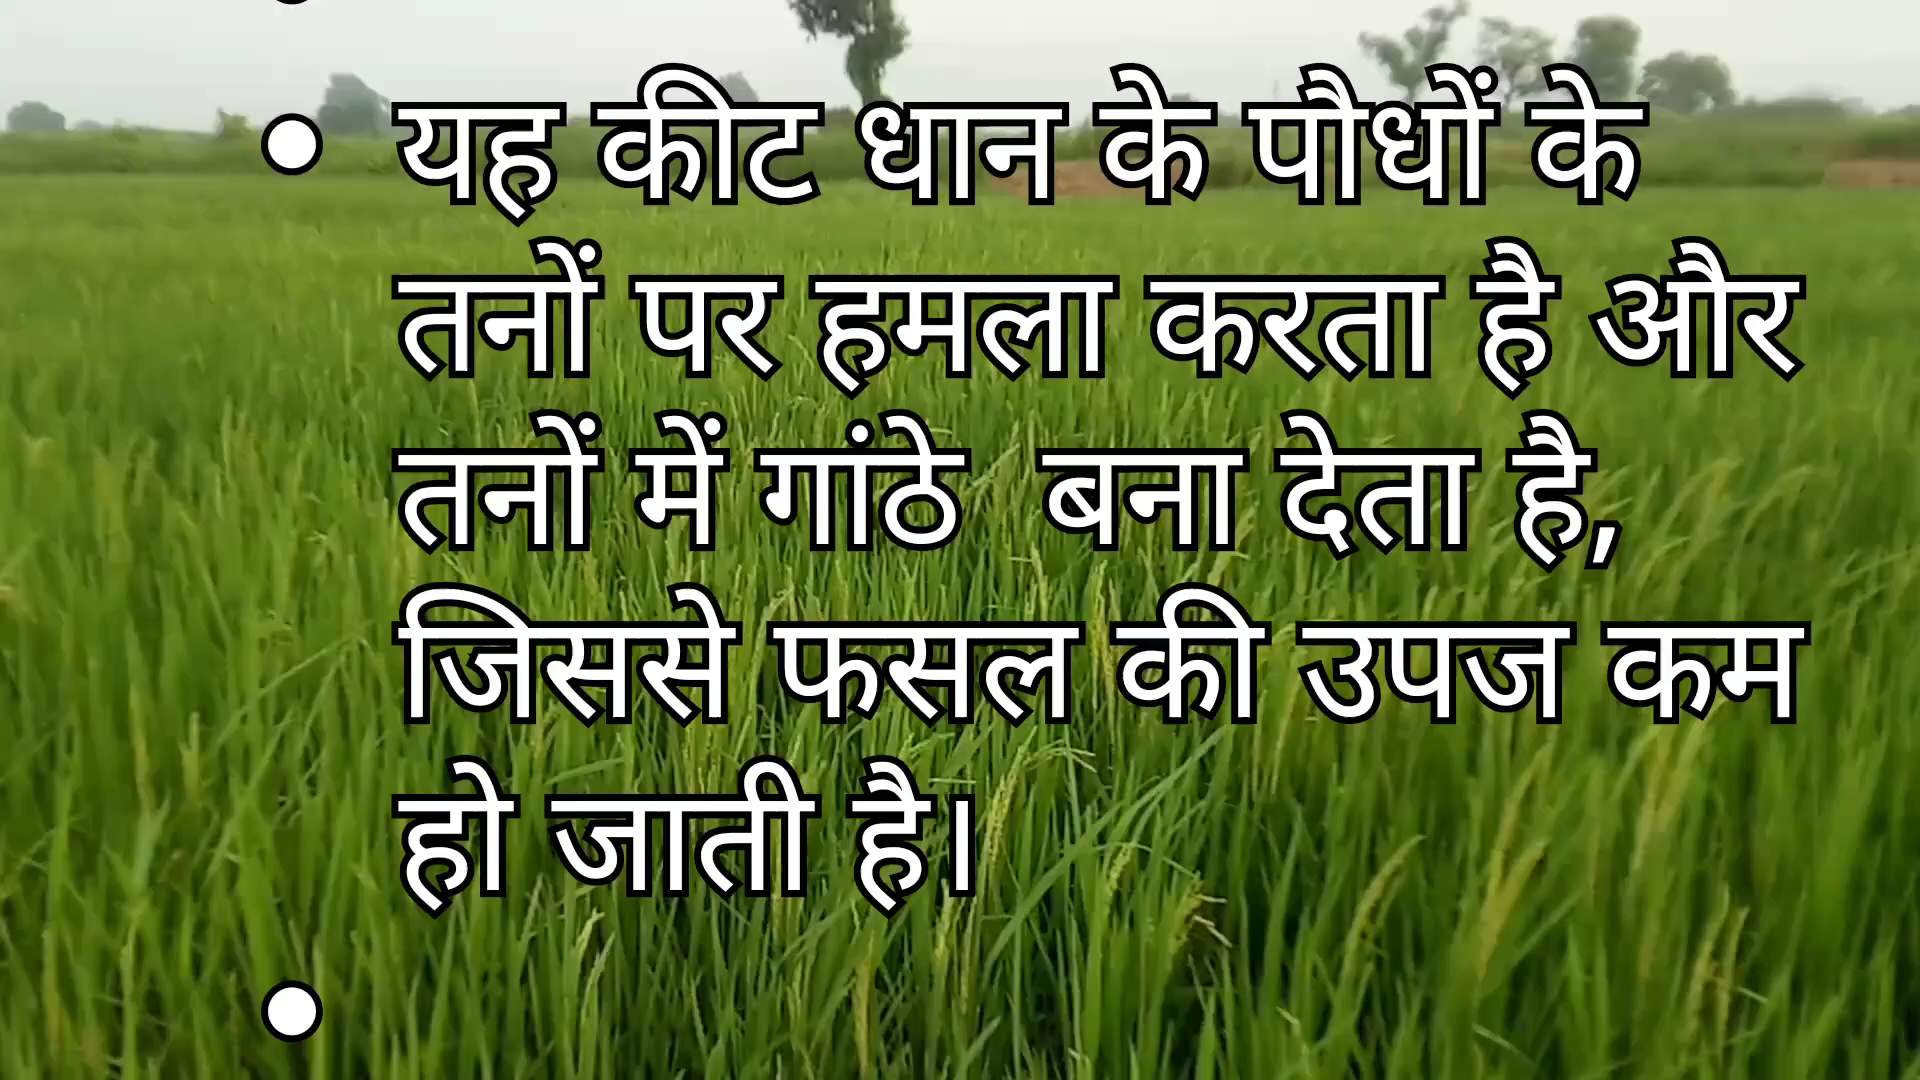 • यह कीट धान के पौधों के
तनों पर हमला करता है और
तनों में गांठे  बना देता है,
जिससे फसल की उपज कम
हो जाती है।
•